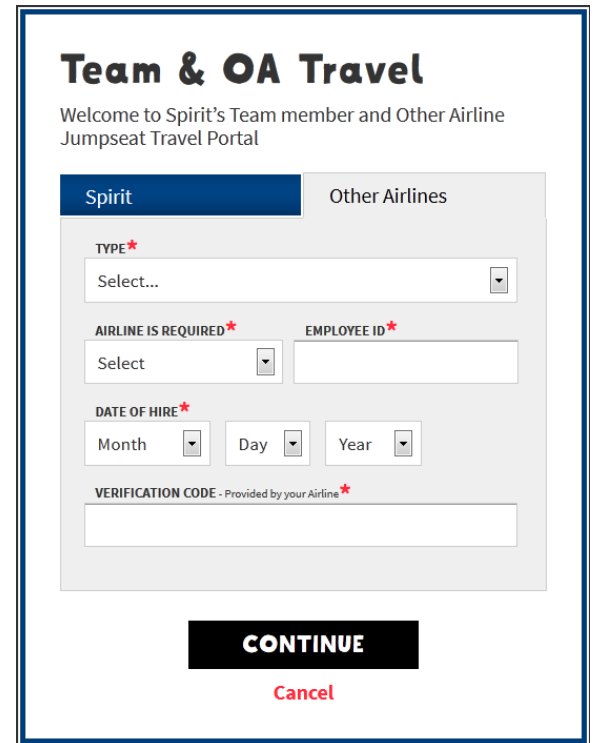 Team & OA Travel
Welcome to Spirit's Team member and Other Airline
Jumpseat Travel Portal
Spirit
Other Airlines
TYPE*
Select...
AIRLINE IS REQUIRED* EMPLOYEE ID*
Select
DATE OF HIRE*
Month Day Year
VERIFICATION CODE - Provided by your Airline*
CONTINUE
Cancel